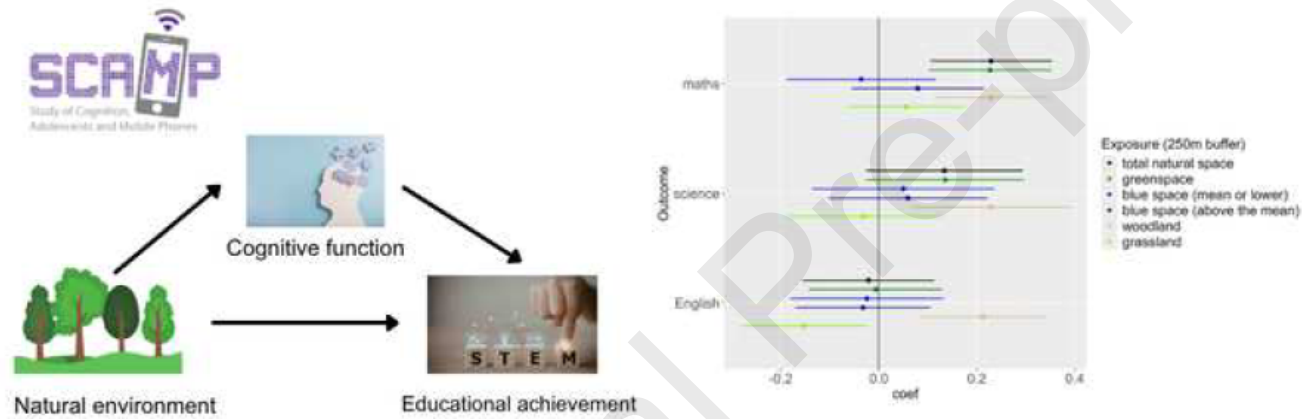 SCAMP
Study of Cognition,
Adolescents and Mobile Phones
Cognitive function
Natural environment
S T E M
Educational achievement
Outcome
maths
science
English
-0.2
0.0
0.2
0.4
coef
Exposure (250m buffer)
total natural space
greenspace
blue space (mean or lower)
blue space (above the mean)
woodland
grassland
l Pre-p